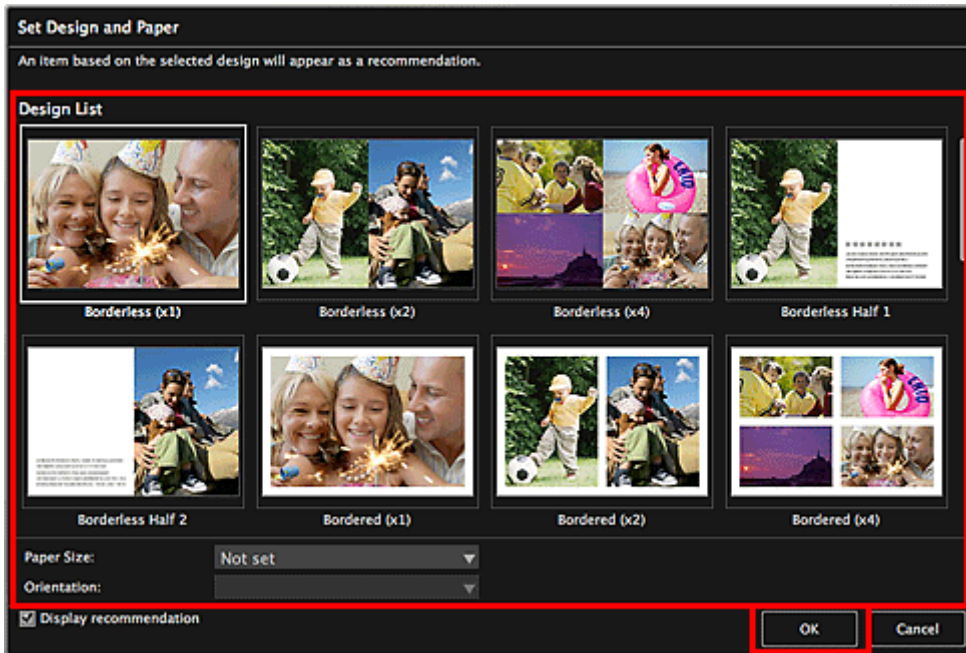 Set Design and Paper
An item based on the selected design will appear as a recommendation.
Design List
Borderless (x1)
Borderless (x2)
Borderless (x4)
Borderless Half 1
Borderless Half 2
Bordered (x1)
Bordered (x2)
Bordered (x4)
Paper Size:
Not set
Orientation:
Display recommendation
OK
Cancel